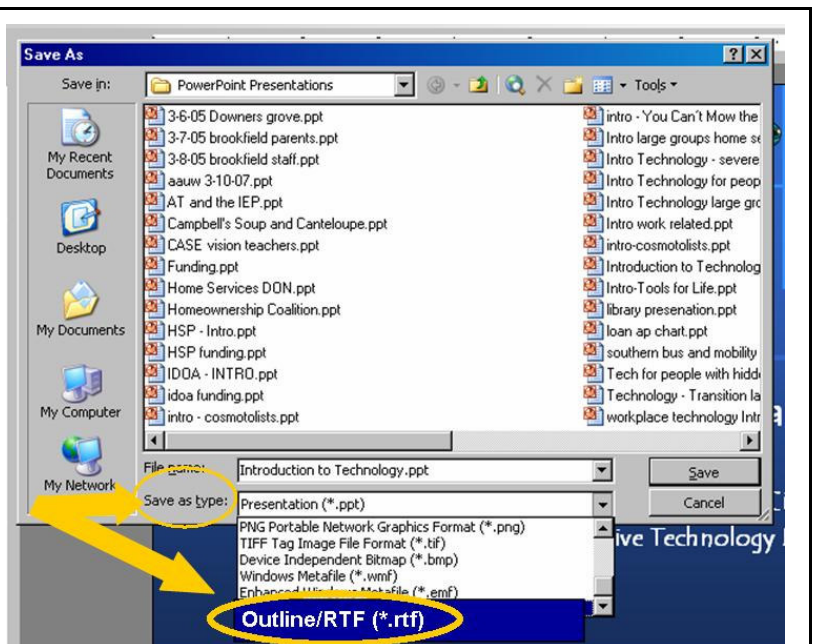 Save As
Save in:
PowerPoint Presentations
Tools
My Recent
Documents
Desktop
My Documents
My Computer
My Network
3-6-05 Downers grove.ppt
3-7-05 brookfield parents.ppt
3-8-05 brookfield staff.ppt
aauw 3-10-07.ppt
AT and the IEP.ppt
Campbell's Soup and Canteloupe.ppt
CASE vision teachers.ppt
Funding.ppt
Home Services DON.ppt
Homeownership Coalition.ppt
HSP - Intro.ppt
HSP funding.ppt
IDOA - INTRO.ppt
idoa funding.ppt
intro - cosmotolists.ppt
intro - You Can't Mow the
Intro large groups home se
Intro Technology - severe
Intro Technology for peop
Intro Technology large gro
Intro work related.ppt
intro-cosmotolists.ppt
Introduction to Technolog
Intro-Tools for Life.ppt
library presenation.ppt
loan ap chart.ppt
southern bus and mobility
Tech for people with hidd
Technology - Transition la
workplace technology Intr
File name:
Introduction to Technology.ppt
Save
Save as type:
Presentation (*.ppt)
Cancel
PNG Portable Network Graphics Format (*.png)
TIFF Tag Image File Format (*.tif)
Device Independent Bitmap (*.bmp)
Windows Metafile (*.wmf)
Enhanced Windows Metafile (*.emf)
Outline/RTF (*.rtf)
ive Technology